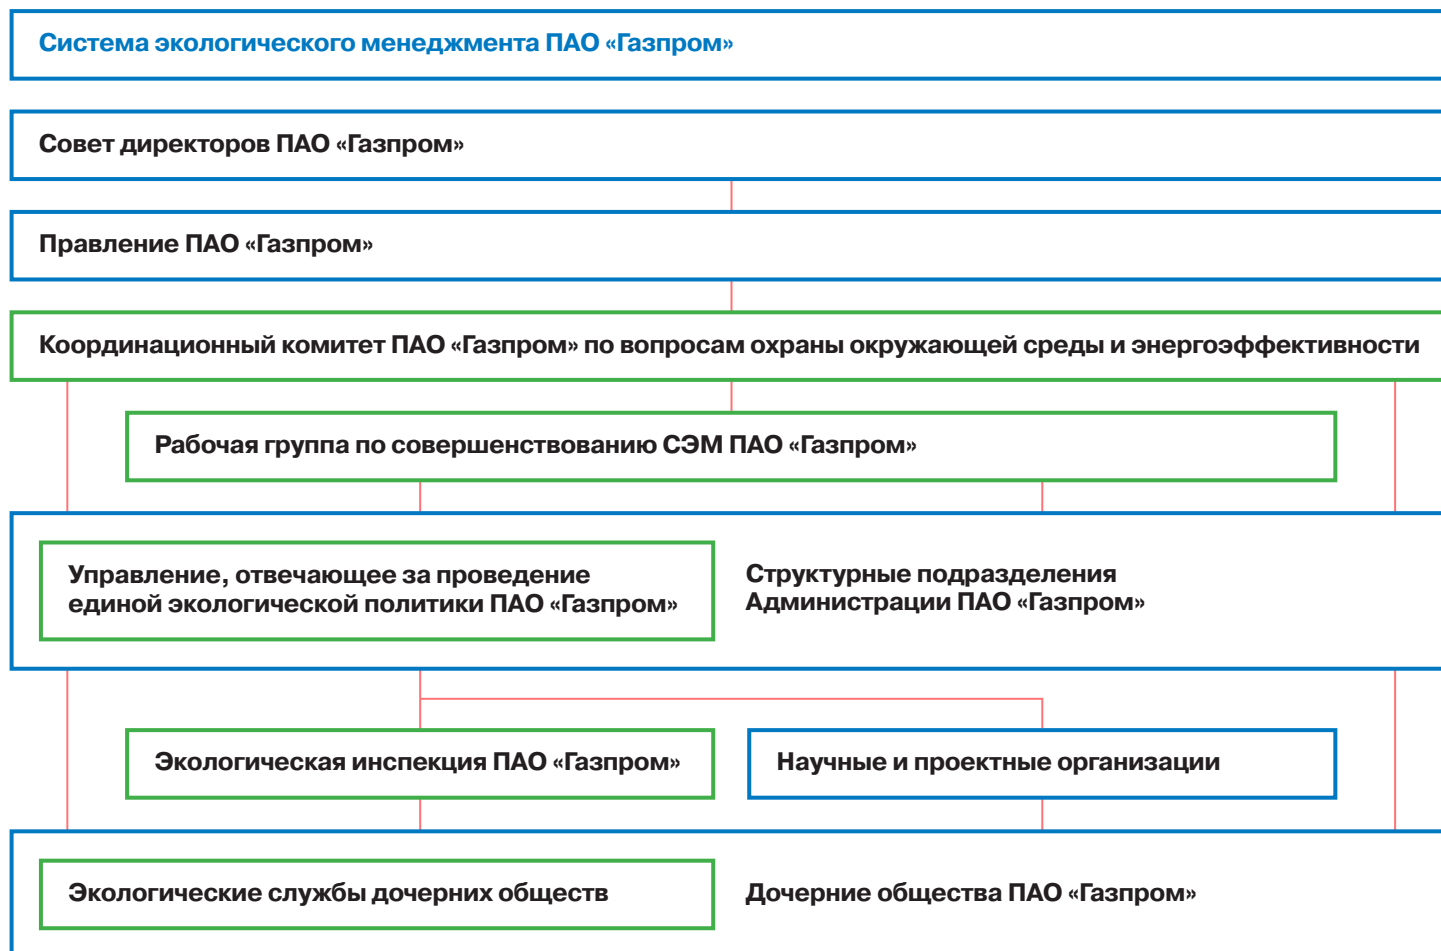 Система экологического менеджмента ПАО «Газпром»
Совет директоров ПАО «Газпром»
Правление ПАО «Газпром»
Координационный комитет ПАО «Газпром» по вопросам охраны окружающей среды и энергоэффективности
Рабочая группа по совершенствованию СЭМ ПАО «Газпром»
Управление, отвечающее за проведение
единой экологической политики ПАО «Газпром»
Структурные подразделения
Администрации ПАО «Газпром»
Экологическая инспекция ПАО «Газпром»
Научные и проектные организации
Экологические службы дочерних обществ
Дочерние общества ПАО «Газпром»